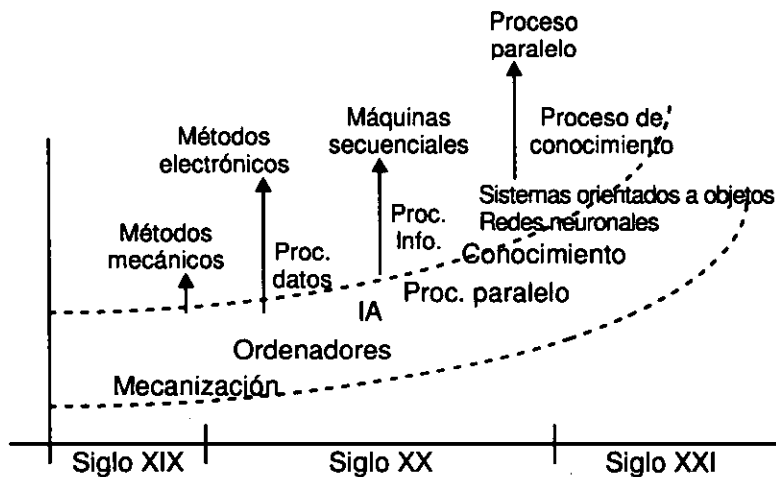 Proceso
paralelo
Proceso de
conocimiento
Máquinas
secuenciales
Métodos
electrónicos
Métodos
mecánicos
Proc.
datos
Proc.
Info.
Sistemas orientados a objetos
Redes neuronales
Conocimiento
Proc. paralelo
IA
Ordenadores
Mecanización
Siglo XIX
Siglo XX
Siglo XXI